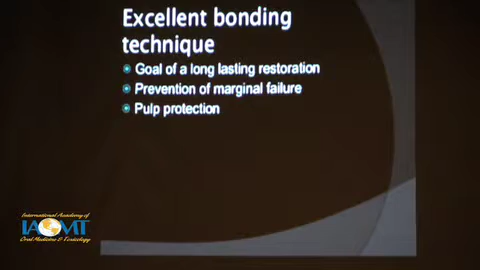 Excellent bonding
technique
Goal of a long lasting restoration
Prevention of marginal failure
Pulp protection
International Academy of
IAOMT
Oral Medicine & Toxicology